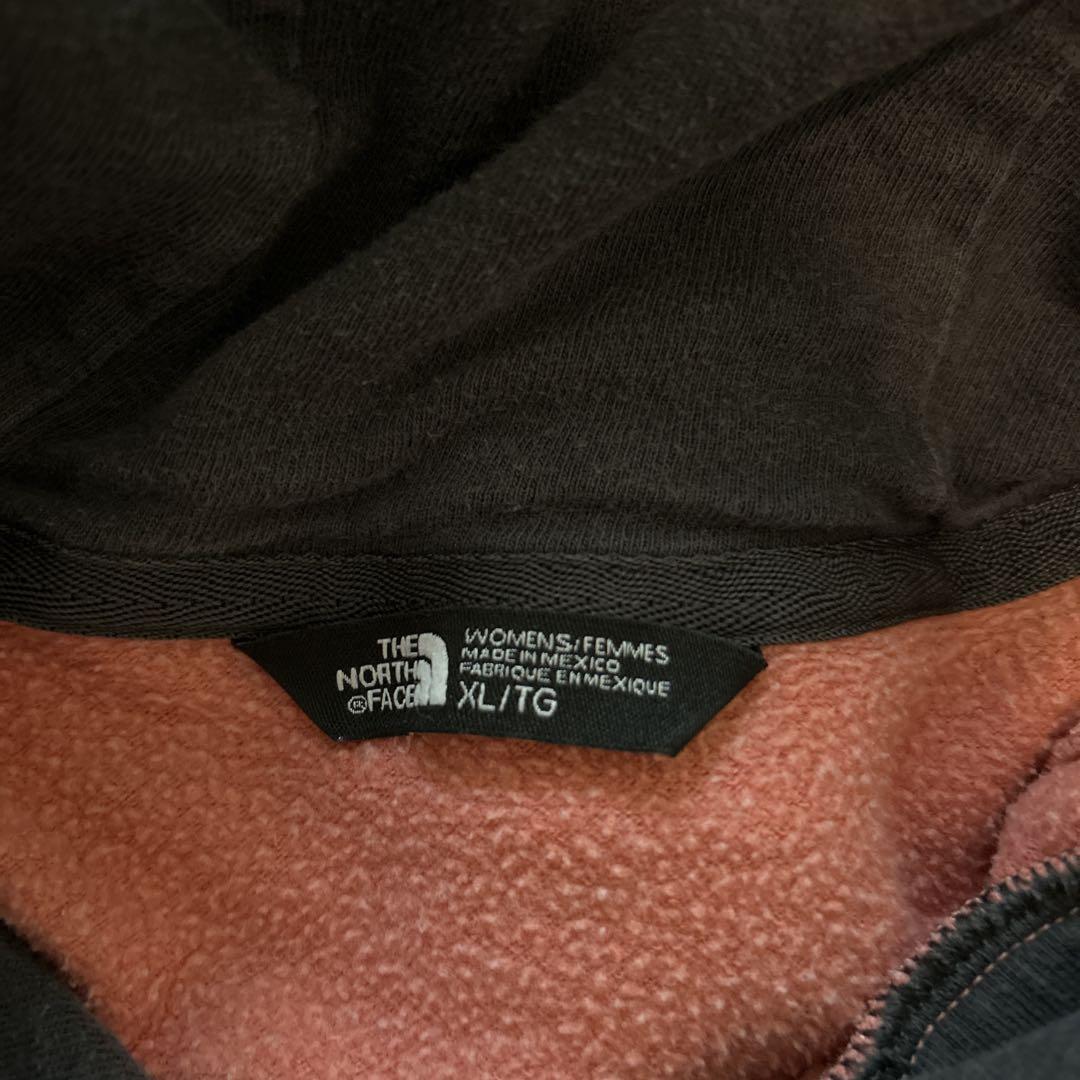 THE
NORTH
FACE
WOMENS/FEMMES
MADE IN MEXICO
FABRIQUE EN MEXIQUE
XL/TG